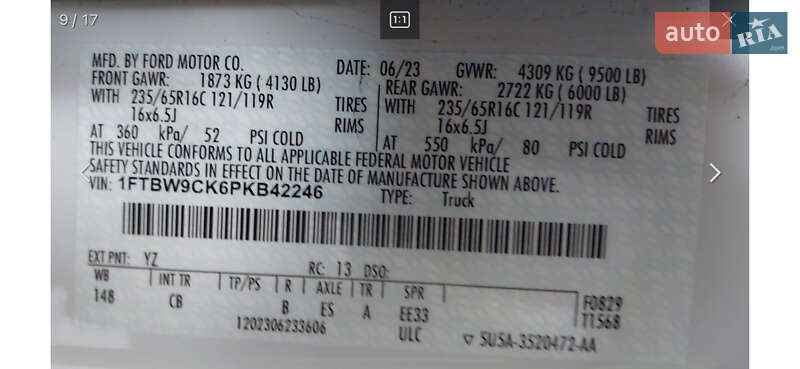 9 / 17
1:1
auto RIA .com
MFD. BY FORD MOTOR CO.
DATE: 06/23
GVWR: 4309 KG ( 9500 LB)
FRONT GAWR: 1873 KG ( 4130 LB)
REAR GAWR: 2722 KG ( 6000 LB)
WITH 235/65R16C 121/119R TIRES
WITH 235/65R16C 121/119R TIRES
16x6.5J RIMS
16x6.5J RIMS
AT 360 kPa/ 52 PSI COLD
AT 550 kPa/ 80 PSI COLD
THIS VEHICLE CONFORMS TO ALL APPLICABLE FEDERAL MOTOR VEHICLE
SAFETY STANDARDS IN EFFECT ON THE DATE OF MANUFACTURE SHOWN ABOVE.
VIN: 1FTBW9CK6PKB42246
TYPE: Truck
EXT PNT: YZ RC: 13 DSO:
WB INT TR TP/PS R AXLE TR SPR
148 CB B ES A EE33
F0829
T1568
1202306233606 ULC
▽ SU5A-3520472-AA